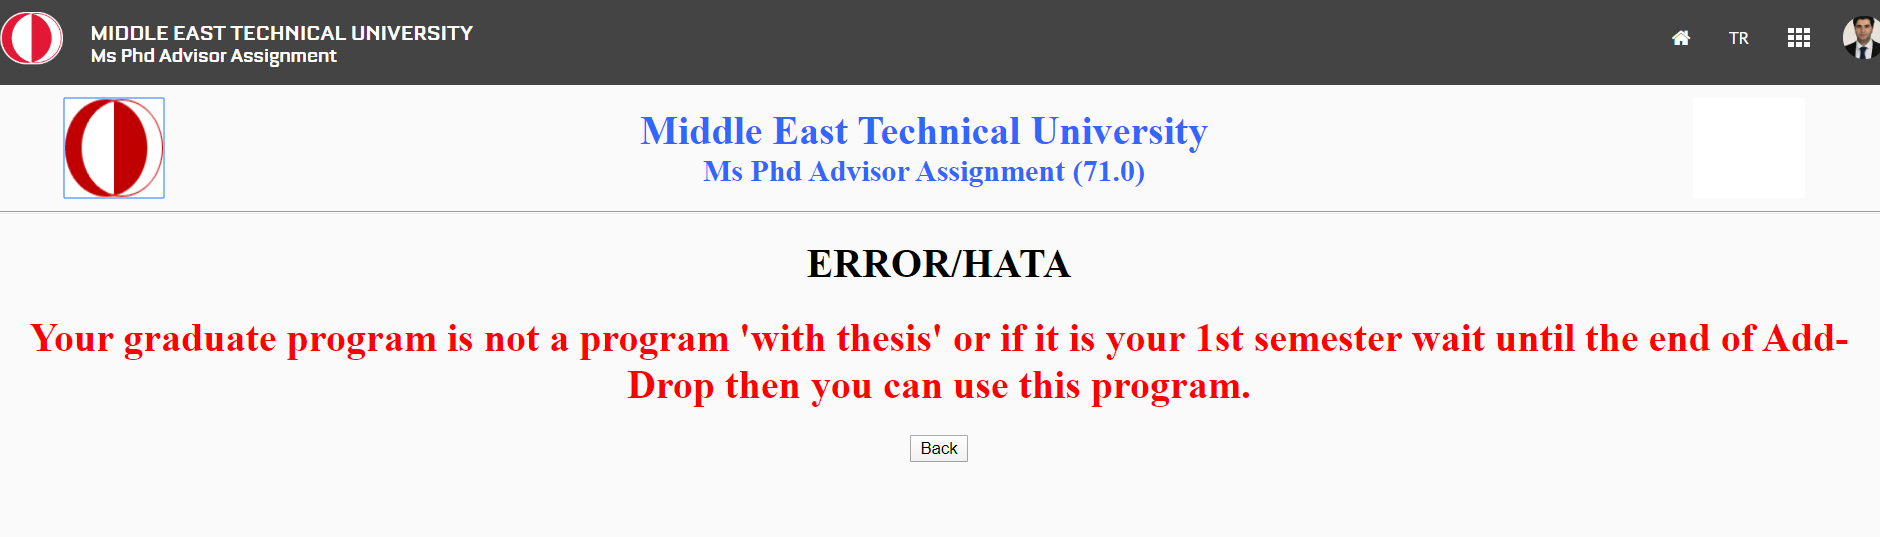 MIDDLE EAST TECHNICAL UNIVERSITY
Ms Phd Advisor Assignment
TR
Middle East Technical University
Ms Phd Advisor Assignment (71.0)
ERROR/HATA
Your graduate program is not a program 'with thesis' or if it is your 1st semester wait until the end of Add-
Drop then you can use this program.
Back